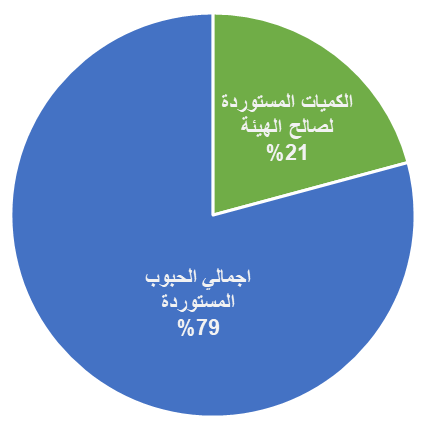 الكميات المستوردة
لصالح الهيئة
%21
اجمالي الحبوب
المستوردة
%79